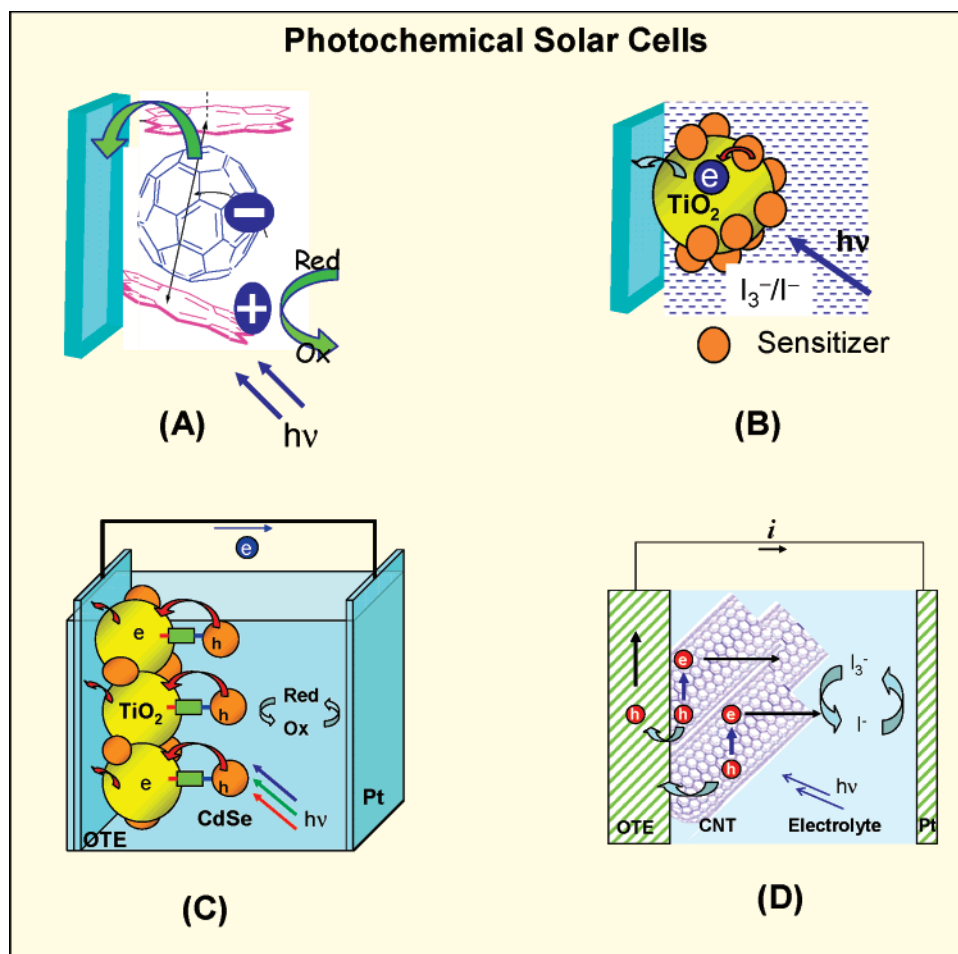 Photochemical Solar Cells
−
Red
+
Ox
hν
(A)
e
TiO₂
hν
I₃⁻/I⁻
Sensitizer
(B)
e
e
h
TiO₂
h
Red
Ox
e
h
hν
CdSe
Pt
OTE
(C)
i
e
h
h
e
h
I₃⁻
I⁻
hν
OTE
CNT
Electrolyte
Pt
(D)